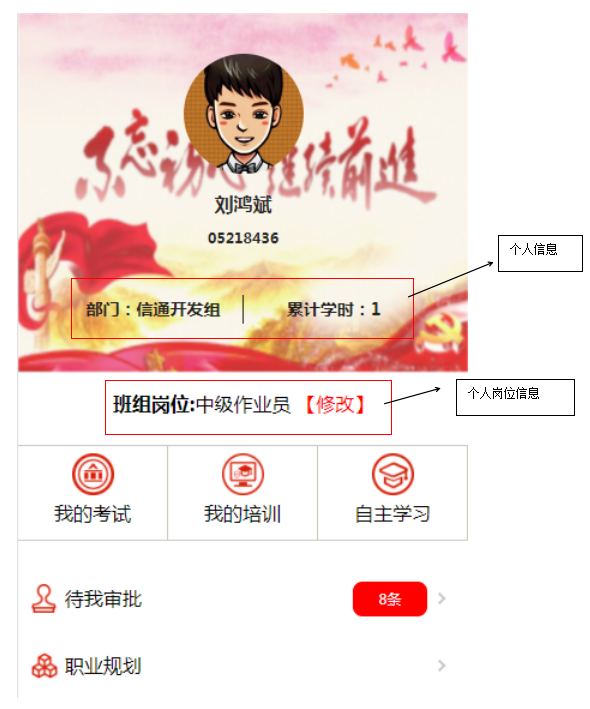 不忘初心 继续前进
刘鸿斌
05218436
个人信息
部门：信通开发组
累计学时：1
班组岗位:中级作业员 【修改】
个人岗位信息
我的考试
我的培训
自主学习
待我审批
8条
职业规划